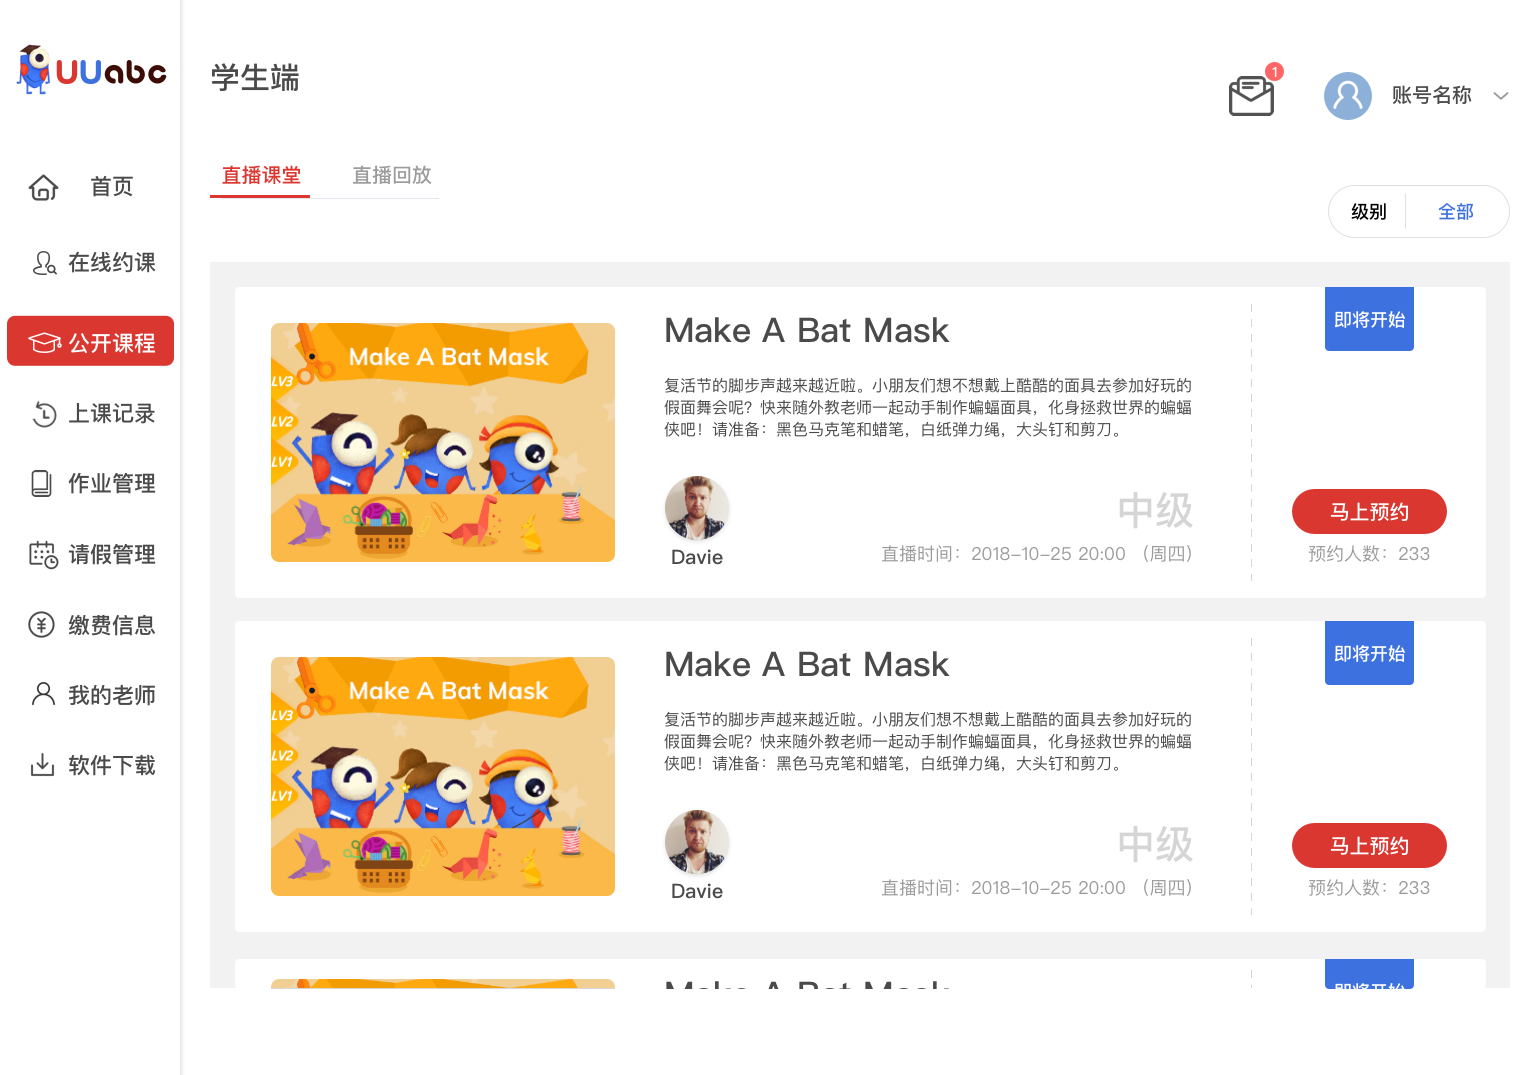 UUabc
学生端
1
账号名称
首页
在线约课
公开课程
上课记录
作业管理
请假管理
缴费信息
我的老师
软件下载
直播课堂
直播回放
级别
全部
Make A Bat Mask
LV3
LV2
LV1
Make A Bat Mask
复活节的脚步声越来越近啦。小朋友们想不想戴上酷酷的面具去参加好玩的
假面舞会呢？快来随外教老师一起动手制作蝙蝠面具，化身拯救世界的蝙蝠
侠吧！请准备：黑色马克笔和蜡笔，白纸弹力绳，大头钉和剪刀。
Davie
中级
直播时间：2018-10-25 20:00 （周四）
即将开始
马上预约
预约人数：233
Make A Bat Mask
LV3
LV2
LV1
Make A Bat Mask
复活节的脚步声越来越近啦。小朋友们想不想戴上酷酷的面具去参加好玩的
假面舞会呢？快来随外教老师一起动手制作蝙蝠面具，化身拯救世界的蝙蝠
侠吧！请准备：黑色马克笔和蜡笔，白纸弹力绳，大头钉和剪刀。
Davie
中级
直播时间：2018-10-25 20:00 （周四）
即将开始
马上预约
预约人数：233
Make A Bat Mask
即将开始